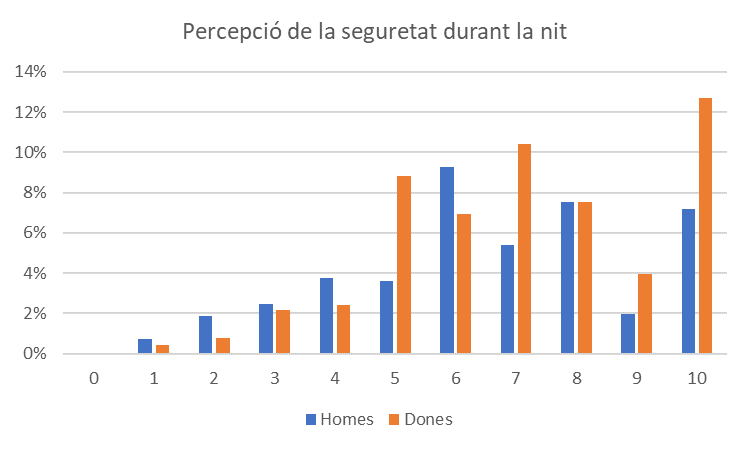 Percepció de la seguretat durant la nit
14%
12%
10%
8%
6%
4%
2%
0%
0 1 2 3 4 5 6 7 8 9 10
Homes Dones